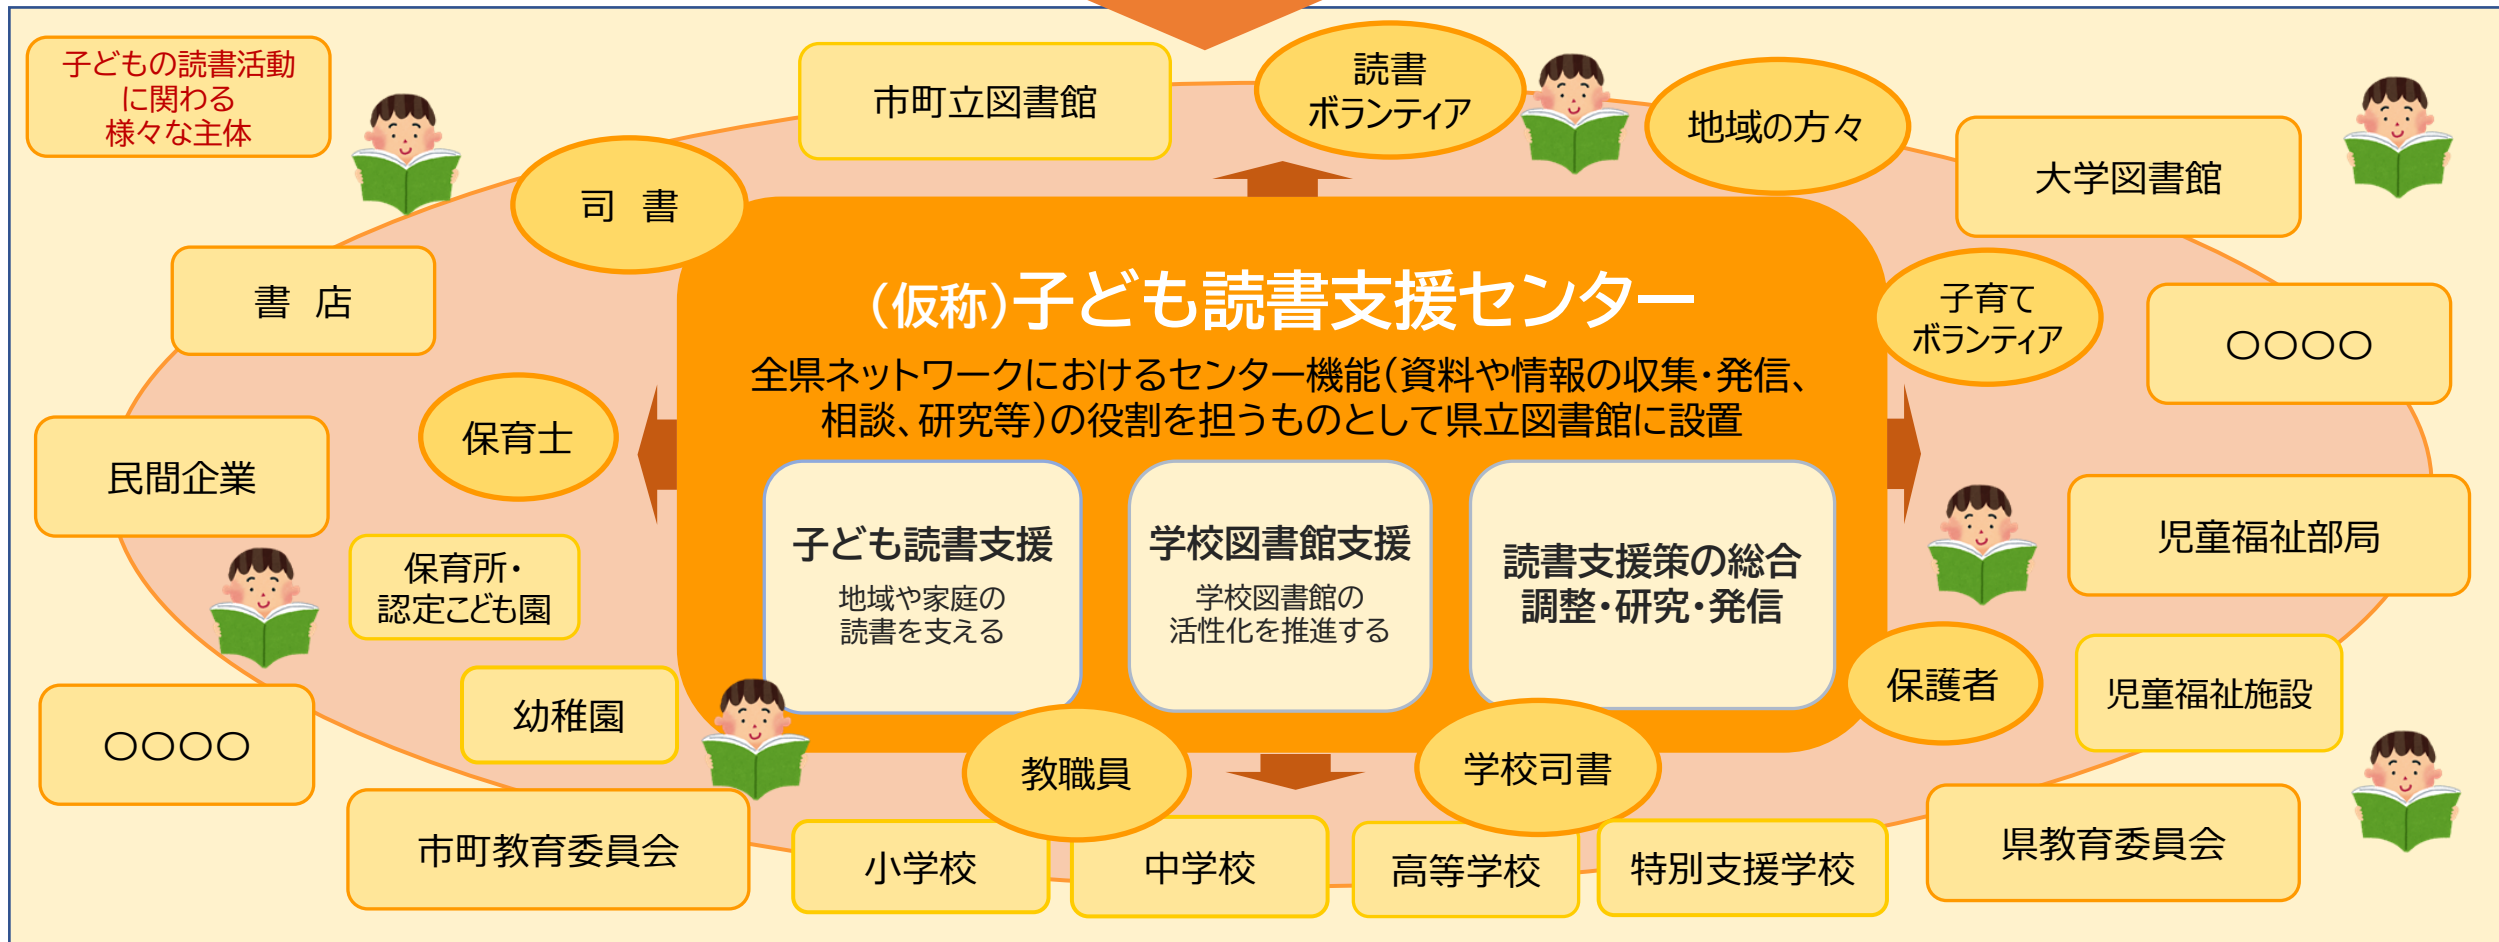 子どもの読書活動
に関わる
様々な主体
市町立図書館
読書
ボランティア
地域の方々
大学図書館
司　書
書　店
（仮称）子ども読書支援センター
全県ネットワークにおけるセンター機能（資料や情報の収集・発信、
相談、研究等）の役割を担うものとして県立図書館に設置
子育て
ボランティア
〇〇〇〇
保育士
民間企業
子ども読書支援
地域や家庭の
読書を支える
学校図書館支援
学校図書館の
活性化を推進する
読書支援策の総合
調整・研究・発信
児童福祉部局
保育所・
認定こども園
幼稚園
保護者
児童福祉施設
〇〇〇〇
教職員
学校司書
市町教育委員会
小学校
中学校
高等学校
特別支援学校
県教育委員会